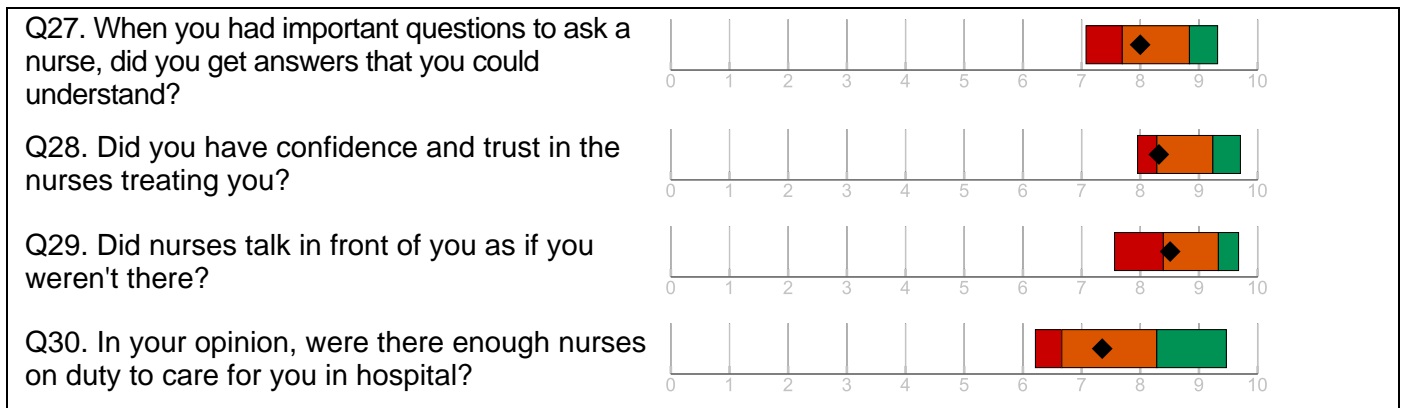 Q27. When you had important questions to ask a
nurse, did you get answers that you could
understand?
0 1 2 3 4 5 6 7 8 9 10
Q28. Did you have confidence and trust in the
nurses treating you?
0 1 2 3 4 5 6 7 8 9 10
Q29. Did nurses talk in front of you as if you
weren't there?
0 1 2 3 4 5 6 7 8 9 10
Q30. In your opinion, were there enough nurses
on duty to care for you in hospital?
0 1 2 3 4 5 6 7 8 9 10